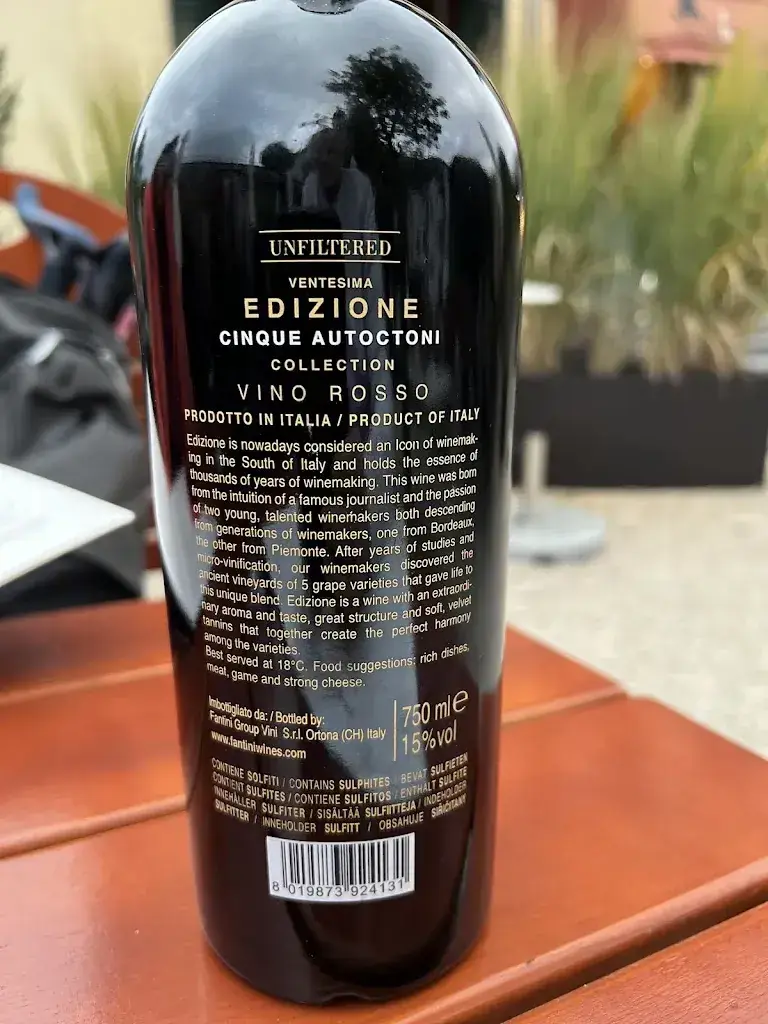 UNFILTERED
VENTESIMA
EDIZIONE
CINQUE AUTOCTONI
COLLECTION
VINO ROSSO
PRODOTTO IN ITALIA / PRODUCT OF ITALY
Edizione is nowadays considered an Icon of winemak-
ing in the South of Italy and holds the essence of
thousands of years of winemaking. This wine was born
from the intuition of a famous journalist and the passion
of two young, talented winemakers both descending
from generations of winemakers, one from Bordeaux,
the other from Piemonte. After years of studies and
micro-vinification, our winemakers discovered the
ancient vineyards of 5 grape varieties that gave life to
this unique blend. Edizione is a wine with an extraordi-
nary aroma and taste, great structure and soft, velvet
tannins that together create the perfect harmony
among the varieties.
Best served at 18°C. Food suggestions: rich dishes,
meat, game and strong cheese.
Imbottigliato da: / Bottled by:
Fantini Group Vini S.r.l. Ortona (CH) Italy
www.fantiniwines.com
750 ml e
15%vol
CONTIENE SOLFITI / CONTAINS SULPHITES / BEVAT SULFIETEN
CONTIENT SULFITES / CONTIENE SULFITOS / ENTHÄLT SULFITE
INNEHÅLLER SULFITER / SISÄLTÄÄ SULFIITTEJA / INDEHOLDER
SULFITTER / INNEHOLDER SULFITT / OBSAHUJE SIŘIČITANY
8 019873 924131